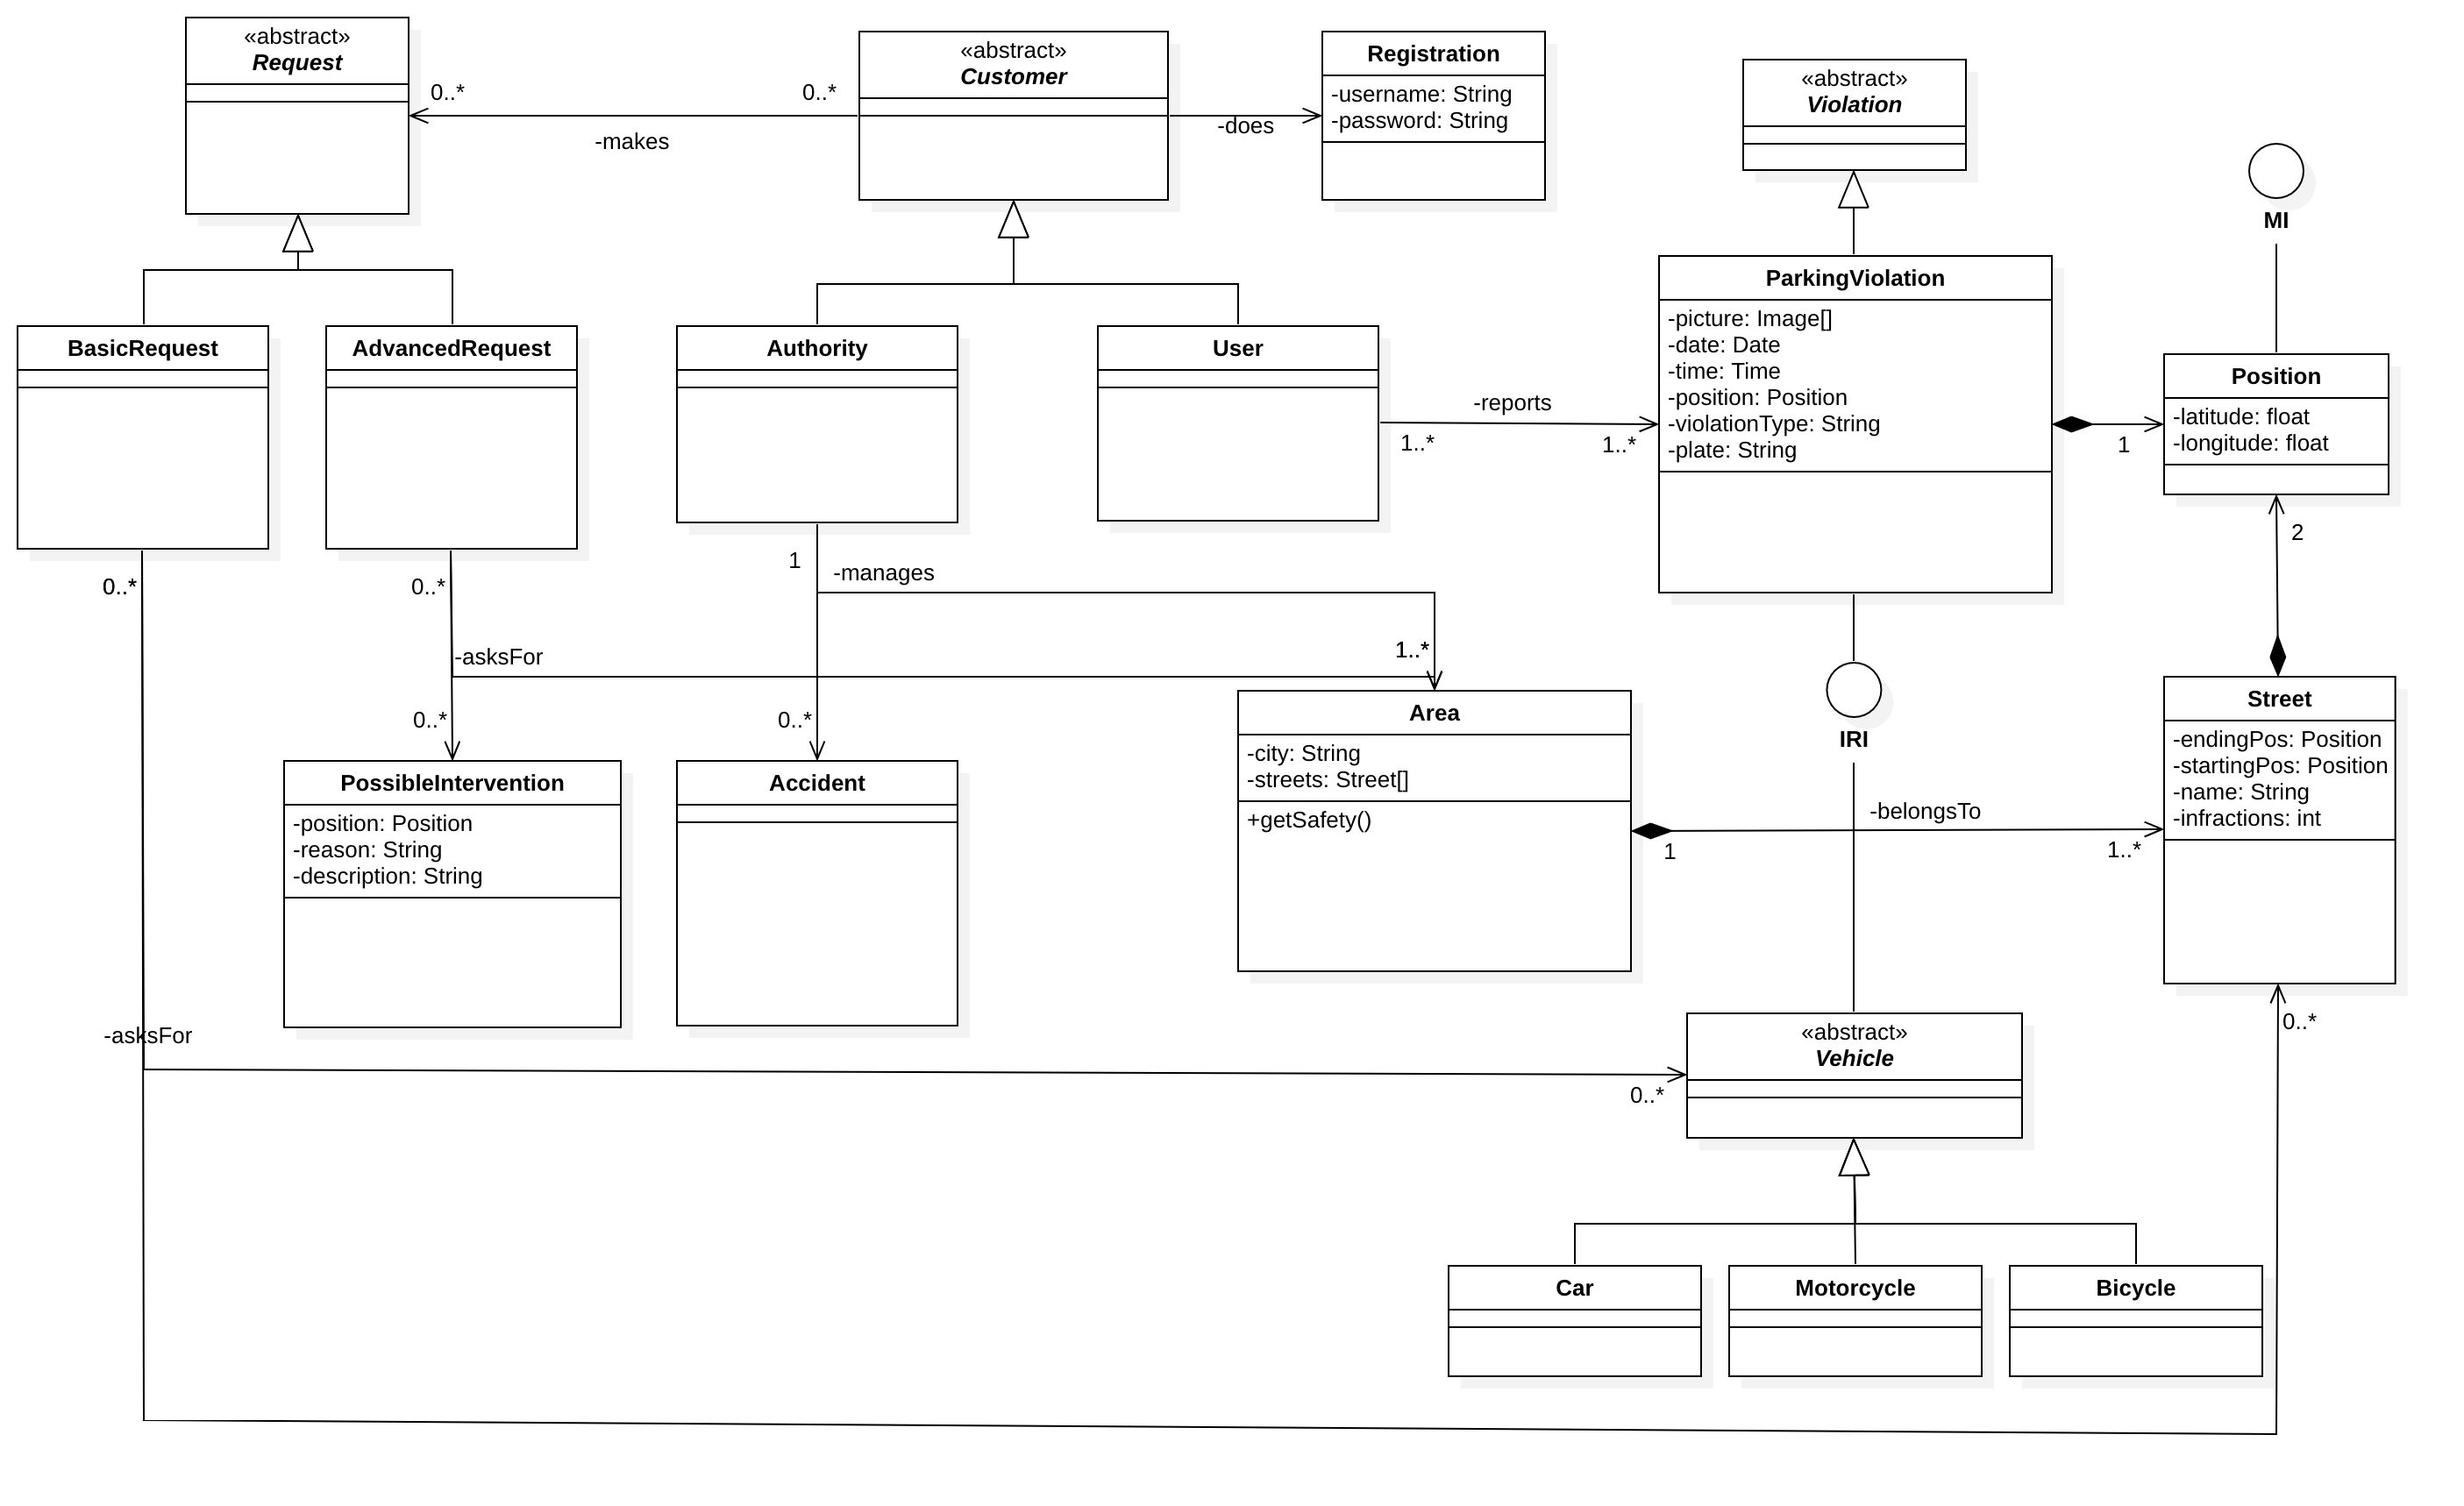 «abstract»
Request
0..*
0..*
-makes
«abstract»
Customer
-does
Registration
-username: String
-password: String
«abstract»
Violation
MI
BasicRequest
AdvancedRequest
Authority
User
-reports
1..*
1..*
ParkingViolation
-picture: Image[]
-date: Date
-time: Time
-position: Position
-violationType: String
-plate: String
1
Position
-latitude: float
-longitude: float
2
0..*
0..*
1
-manages
-asksFor
1..*
0..*
0..*
PossibleIntervention
-position: Position
-reason: String
-description: String
Accident
Area
-city: String
-streets: Street[]
+getSafety()
IRI
1
-belongsTo
1..*
Street
-endingPos: Position
-startingPos: Position
-name: String
-infractions: int
0..*
-asksFor
0..*
«abstract»
Vehicle
Car
Motorcycle
Bicycle